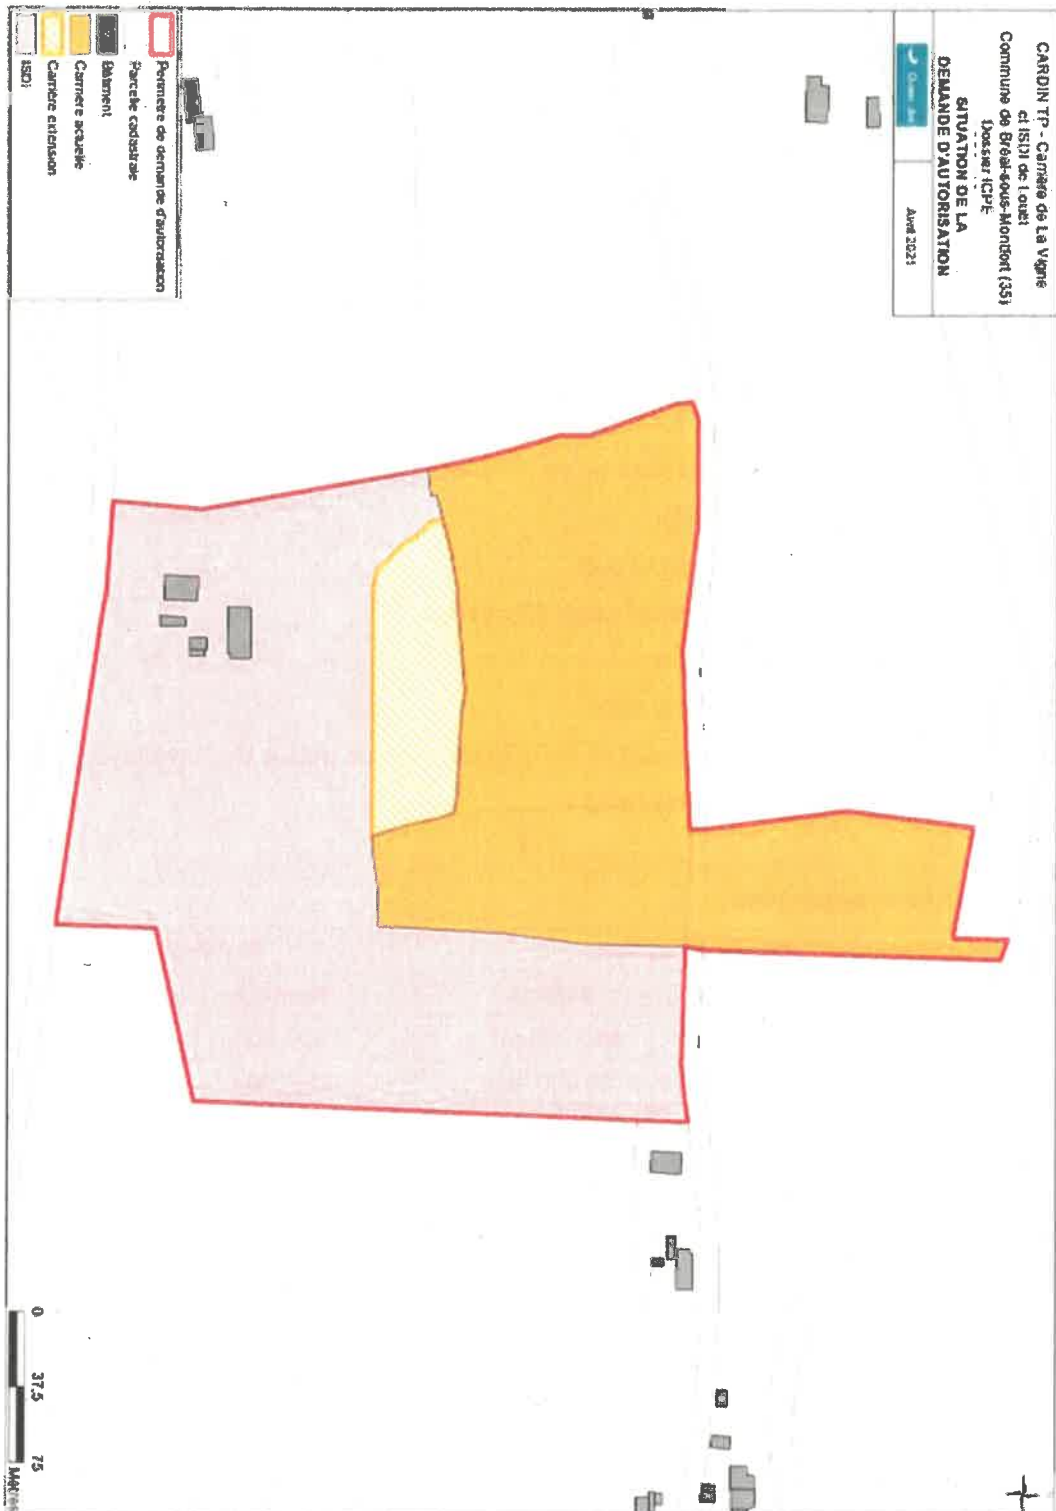 CARDIN TP - Carrière de La Vigne
et ISDI de Louët
Commune de Bréal-sous-Montfort (35)
Dossier ICPE
SITUATION DE LA
DEMANDE D'AUTORISATION
Avril 2021
Périmètre de demande d'autorisation
Parcelle cadastrale
Bâtiment
Carrière actuelle
Carrière extension
ISDI
0 37.5 75
Mètres